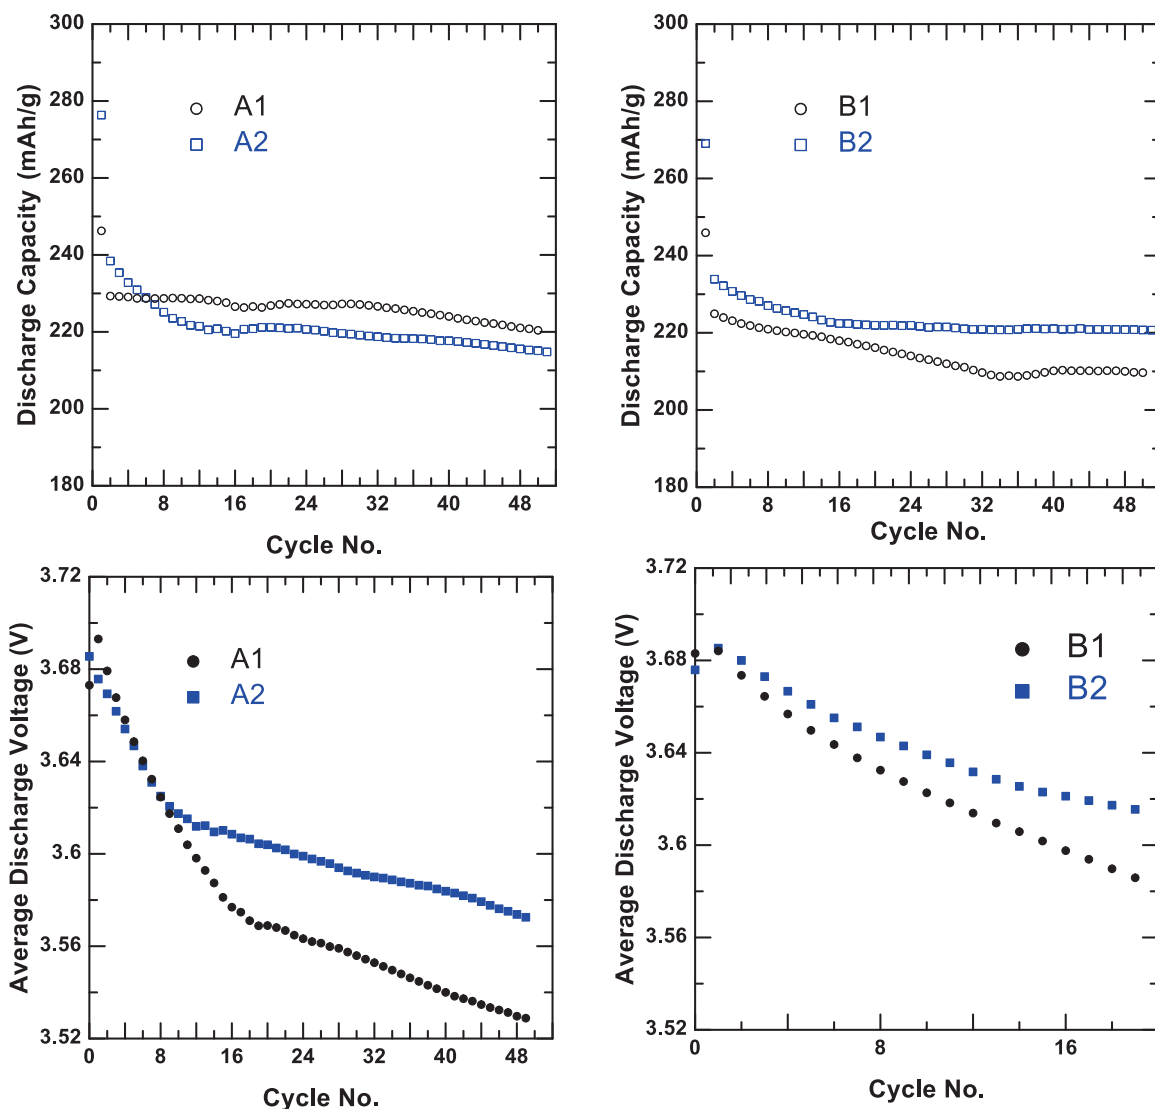 300
280
260
240
220
200
180
Discharge Capacity (mAh/g)
A1
A2
0 8 16 24 32 40 48
Cycle No.
300
280
260
240
220
200
180
Discharge Capacity (mAh/g)
B1
B2
0 8 16 24 32 40 48
Cycle No.
3.72
3.68
3.64
3.6
3.56
3.52
Average Discharge Voltage (V)
A1
A2
0 8 16 24 32 40 48
Cycle No.
3.72
3.68
3.64
3.6
3.56
3.52
Average Discharge Voltage (V)
B1
B2
0 8 16
Cycle No.